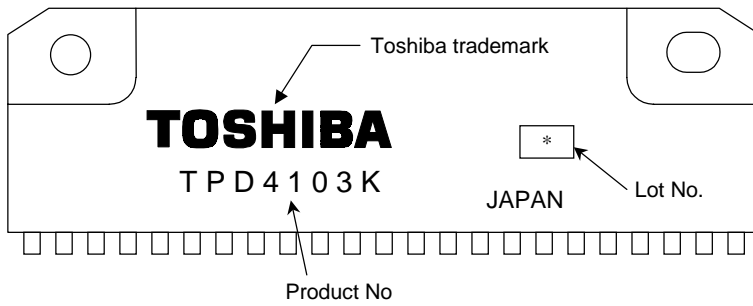 Toshiba trademark
TOSHIBA
*
TPD4103K
Lot No.
JAPAN
Product No